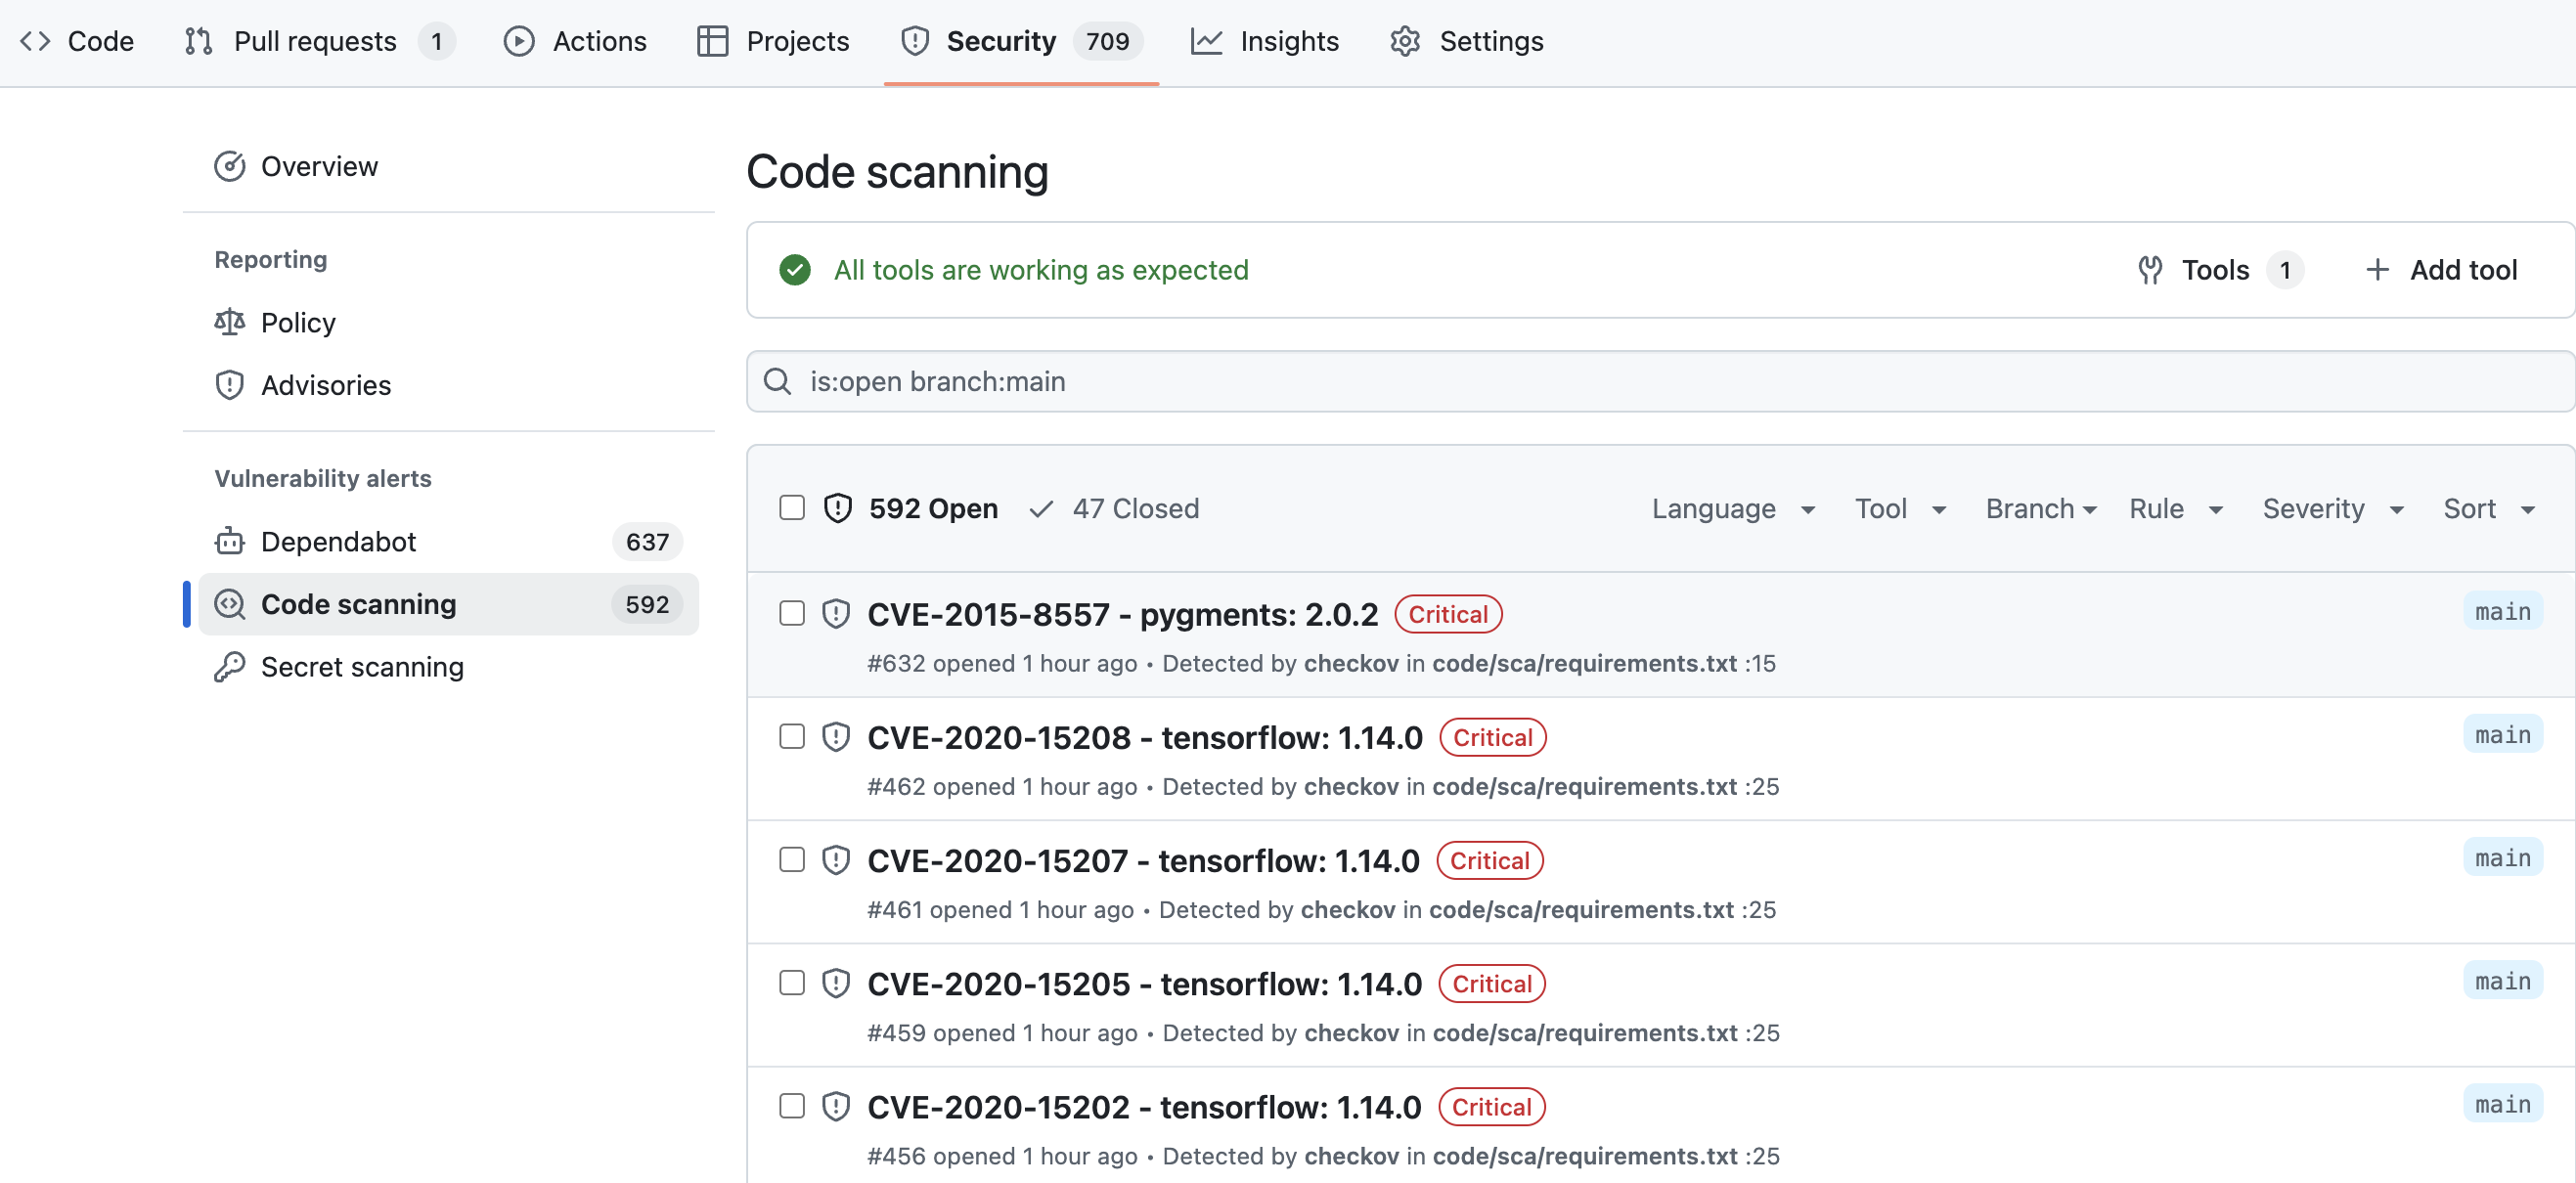 Code Pull requests 1 Actions Projects Security 709 Insights Settings
Overview
Reporting
Policy
Advisories
Vulnerability alerts
Dependabot 637
Code scanning 592
Secret scanning
Code scanning
All tools are working as expected Tools 1 Add tool
is:open branch:main
592 Open 47 Closed Language Tool Branch Rule Severity Sort
CVE-2015-8557 - pygments: 2.0.2 Critical main
#632 opened 1 hour ago • Detected by checkov in code/sca/requirements.txt :15
CVE-2020-15208 - tensorflow: 1.14.0 Critical main
#462 opened 1 hour ago • Detected by checkov in code/sca/requirements.txt :25
CVE-2020-15207 - tensorflow: 1.14.0 Critical main
#461 opened 1 hour ago • Detected by checkov in code/sca/requirements.txt :25
CVE-2020-15205 - tensorflow: 1.14.0 Critical main
#459 opened 1 hour ago • Detected by checkov in code/sca/requirements.txt :25
CVE-2020-15202 - tensorflow: 1.14.0 Critical main
#456 opened 1 hour ago • Detected by checkov in code/sca/requirements.txt :25